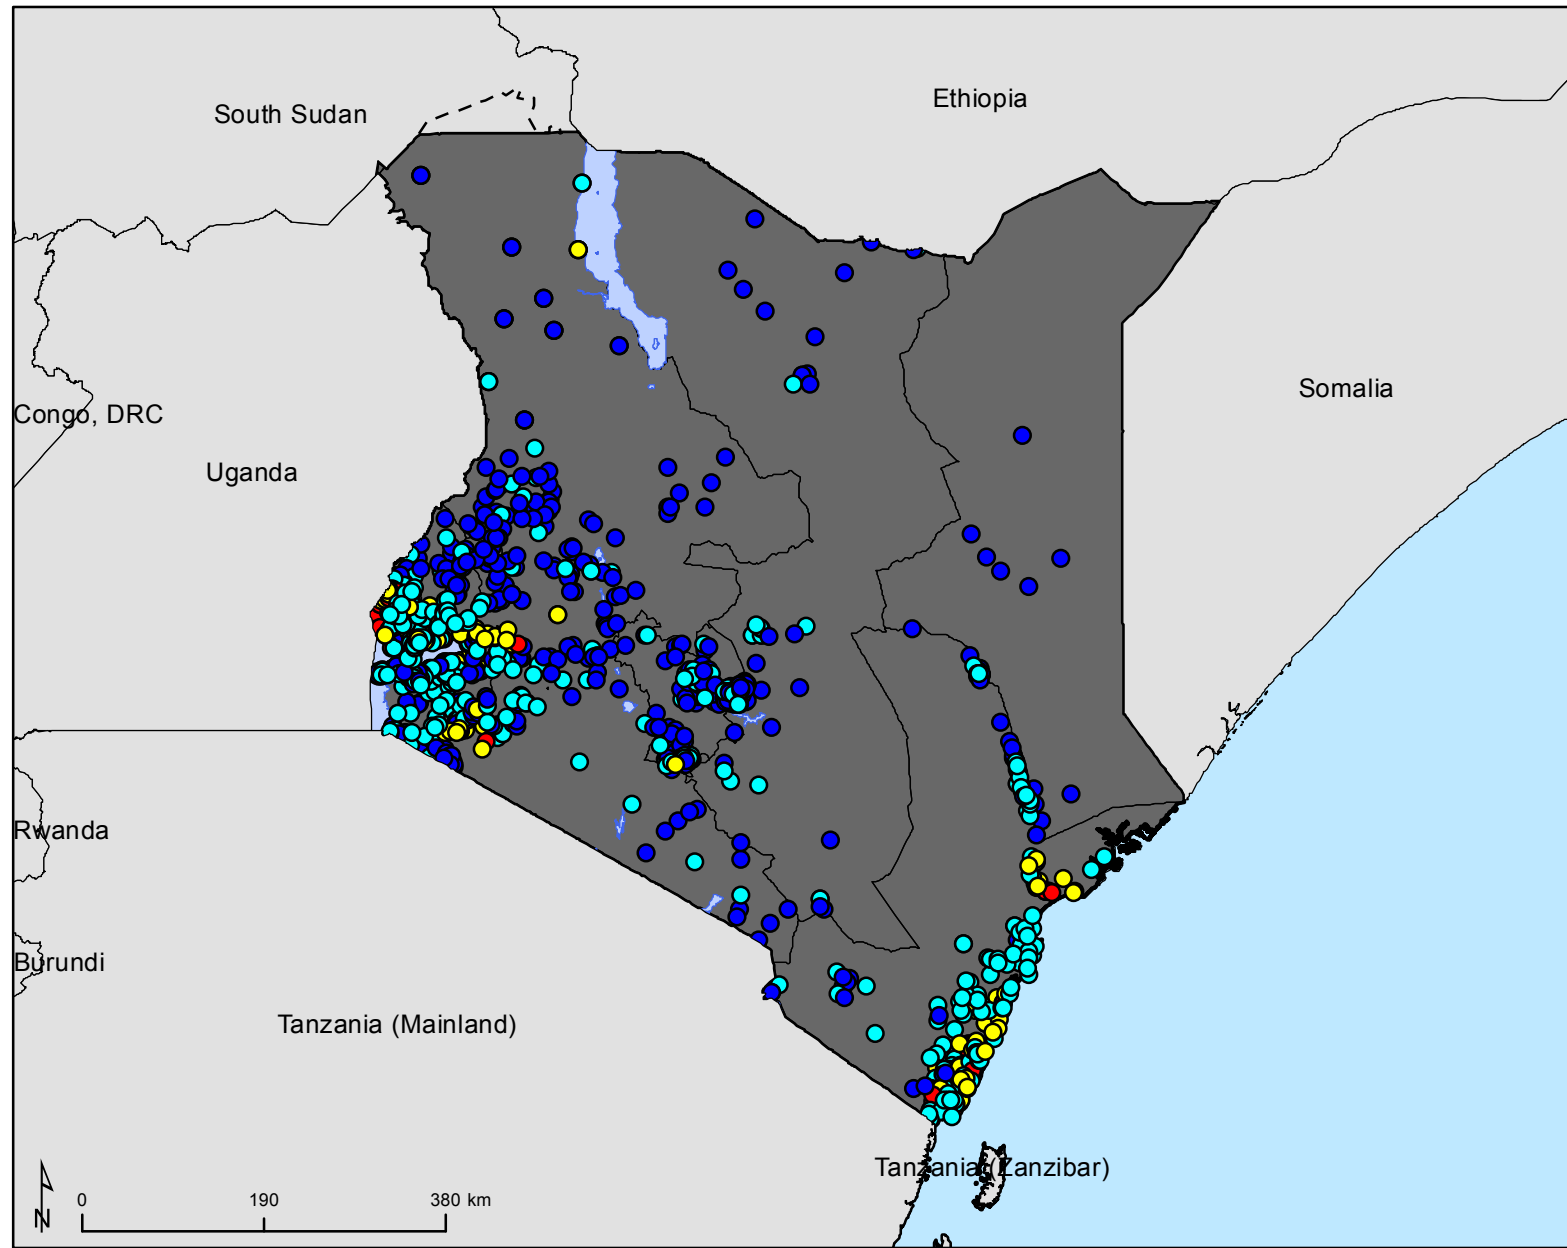 Ethiopia
South Sudan
Somalia
Congo, DRC
Uganda
Rwanda
Burundi
Tanzania (Mainland)
Tanzania (Zanzibar)
0 190 380 km
N